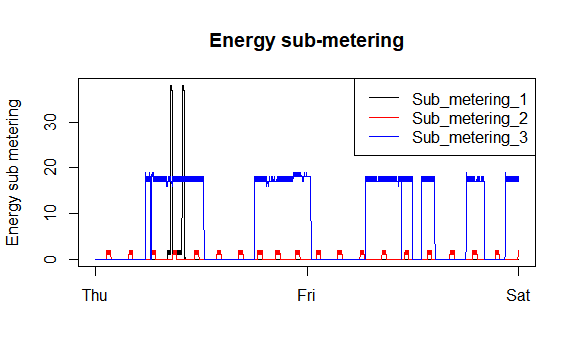 Energy sub-metering
Sub_metering_1
Sub_metering_2
Sub_metering_3
Energy sub metering
30
20
10
0
Thu
Fri
Sat